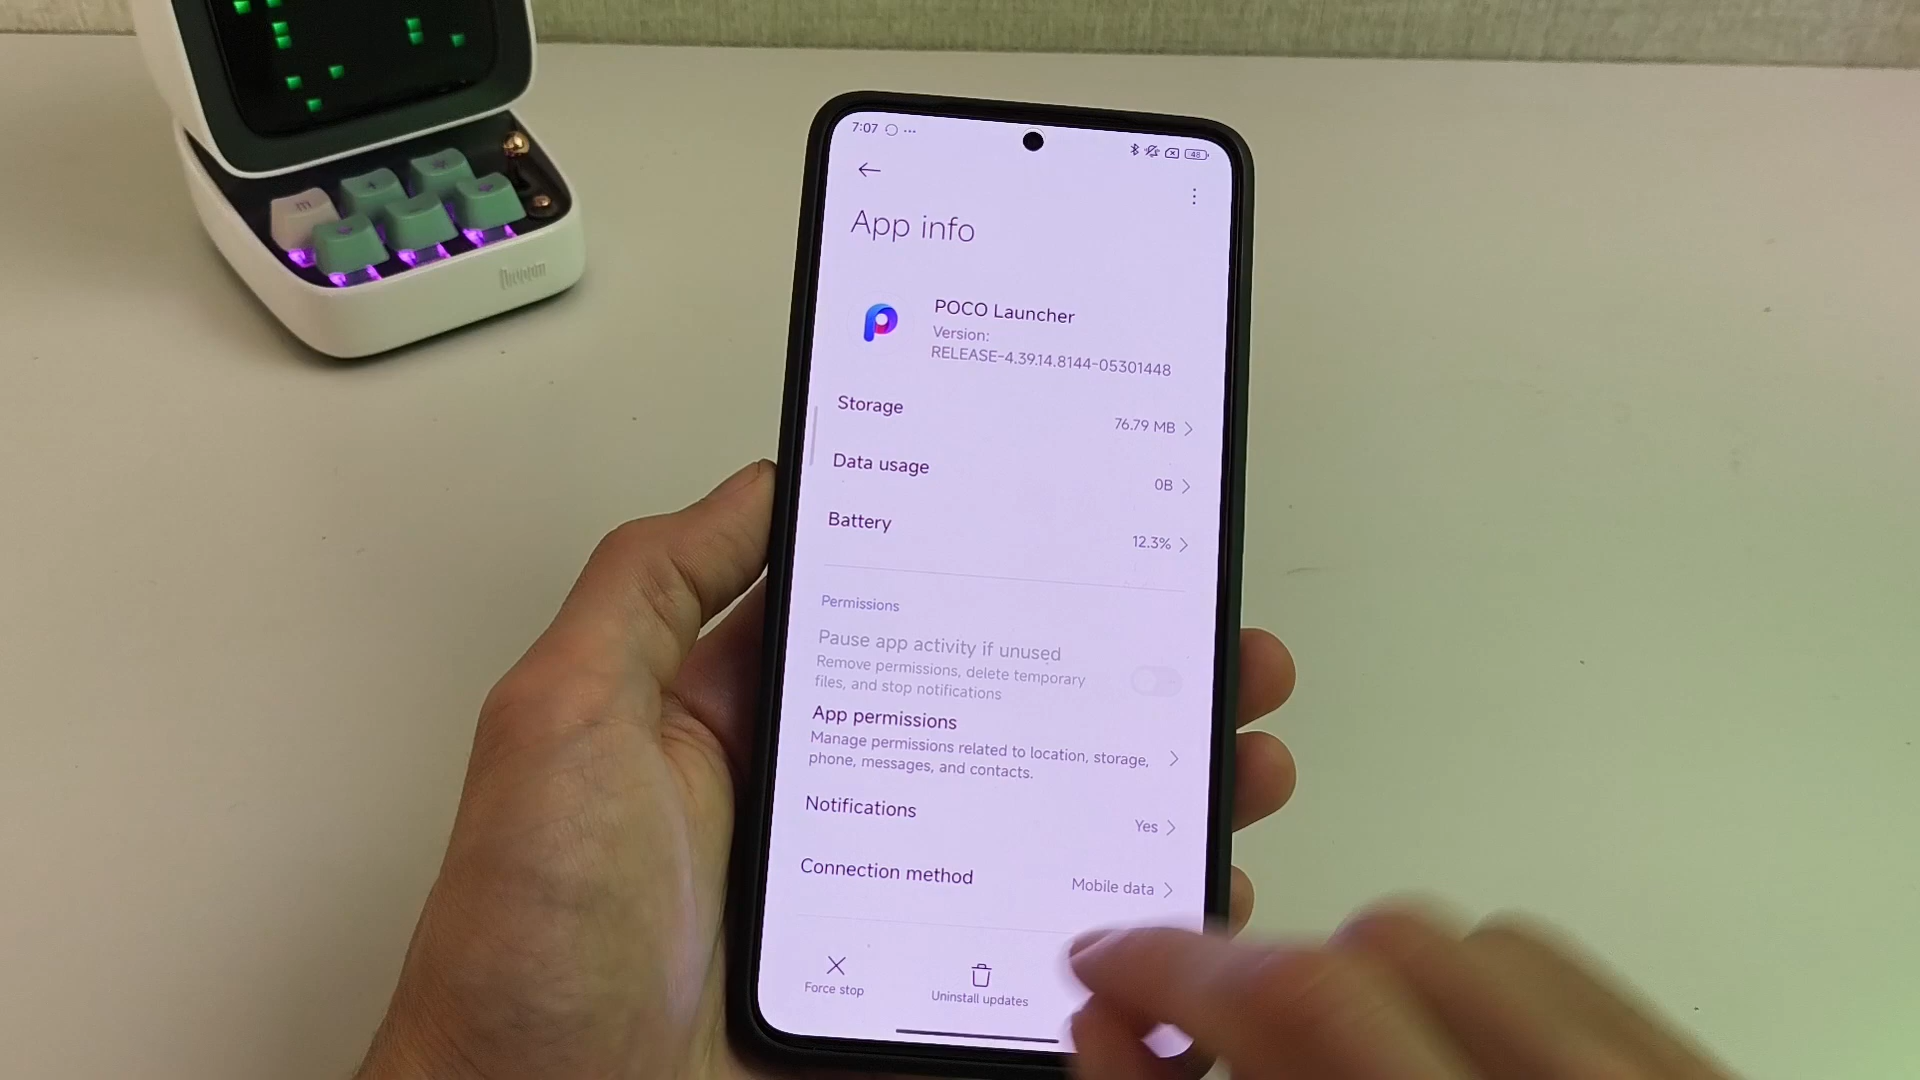 7:07
48
App info
POCO Launcher
Version:
RELEASE-4.39.14.8144-05301448
Storage
76.79 MB
Data usage
0B
Battery
12.3%
Permissions
Pause app activity if unused
Remove permissions, delete temporary
files, and stop notifications
App permissions
Manage permissions related to location, storage,
phone, messages, and contacts.
Notifications
Yes
Connection method
Mobile data
Force stop
Uninstall updates
Divoom